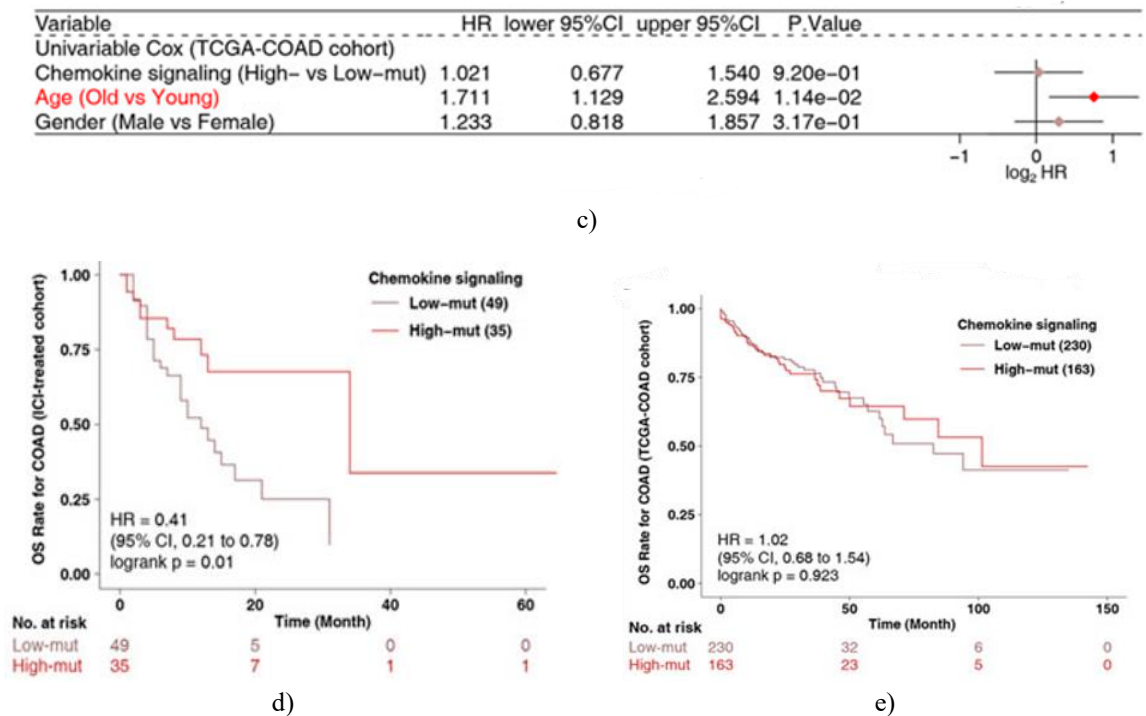 Variable HR lower 95%CI upper 95%CI P.Value
Univariable Cox (TCGA-COAD cohort)
Chemokine signaling (High− vs Low−mut) 1.021 0.677 1.540 9.20e−01
Age (Old vs Young) 1.711 1.129 2.594 1.14e−02
Gender (Male vs Female) 1.233 0.818 1.857 3.17e−01
−1 0 1
log2 HR
c)
OS Rate for COAD (ICI-treated cohort)
1.00
0.75
0.50
0.25
0.00
Chemokine signaling
Low−mut (49)
High−mut (35)
HR = 0.41
(95% CI, 0.21 to 0.78)
logrank p = 0.01
0 20 40 60
Time (Month)
No. at risk
Low-mut 49 5 0 0
High-mut 35 7 1 1
d)
OS Rate for COAD (TCGA-COAD cohort)
1.00
0.75
0.50
0.25
0.00
Chemokine signaling
Low−mut (230)
High−mut (163)
HR = 1.02
(95% CI, 0.68 to 1.54)
logrank p = 0.923
0 50 100 150
Time (Month)
No. at risk
Low-mut 230 32 6 0
High-mut 163 23 5 0
e)